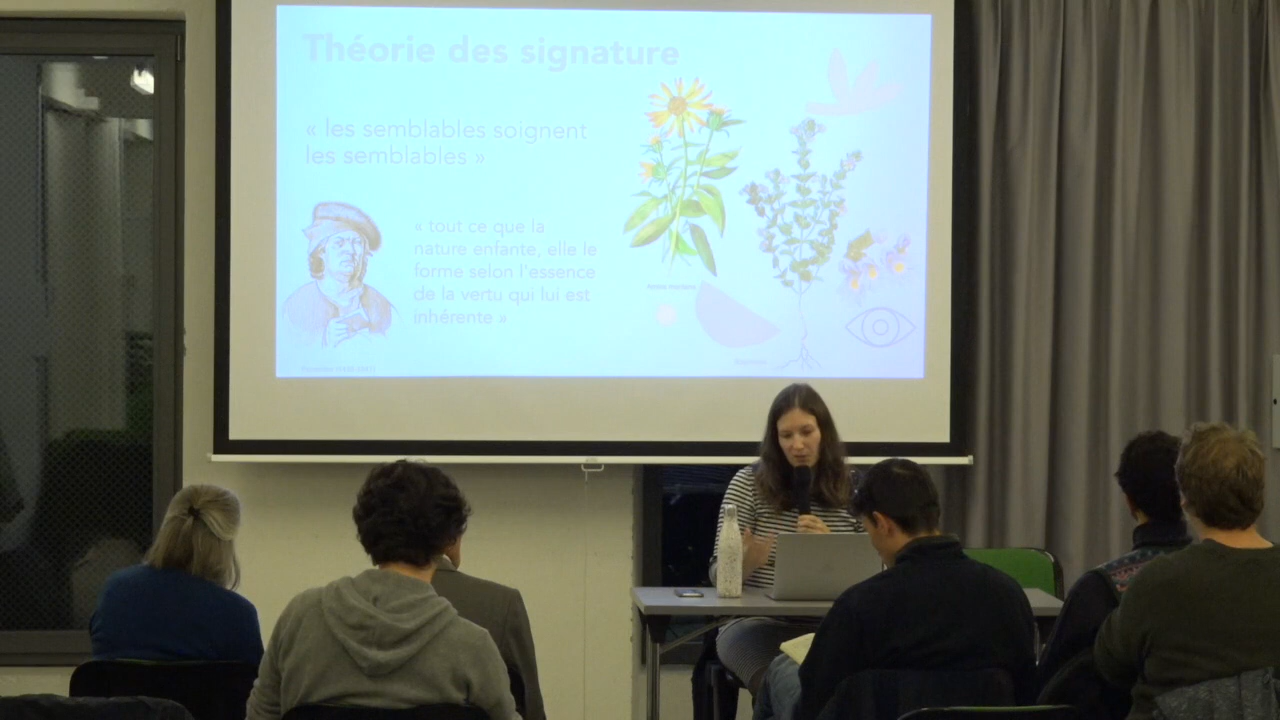 Théorie des signature
« les semblables soignent
les semblables »
« tout ce que la
nature enfante, elle le
forme selon l'essence
de la vertu qui lui est
inhérente »